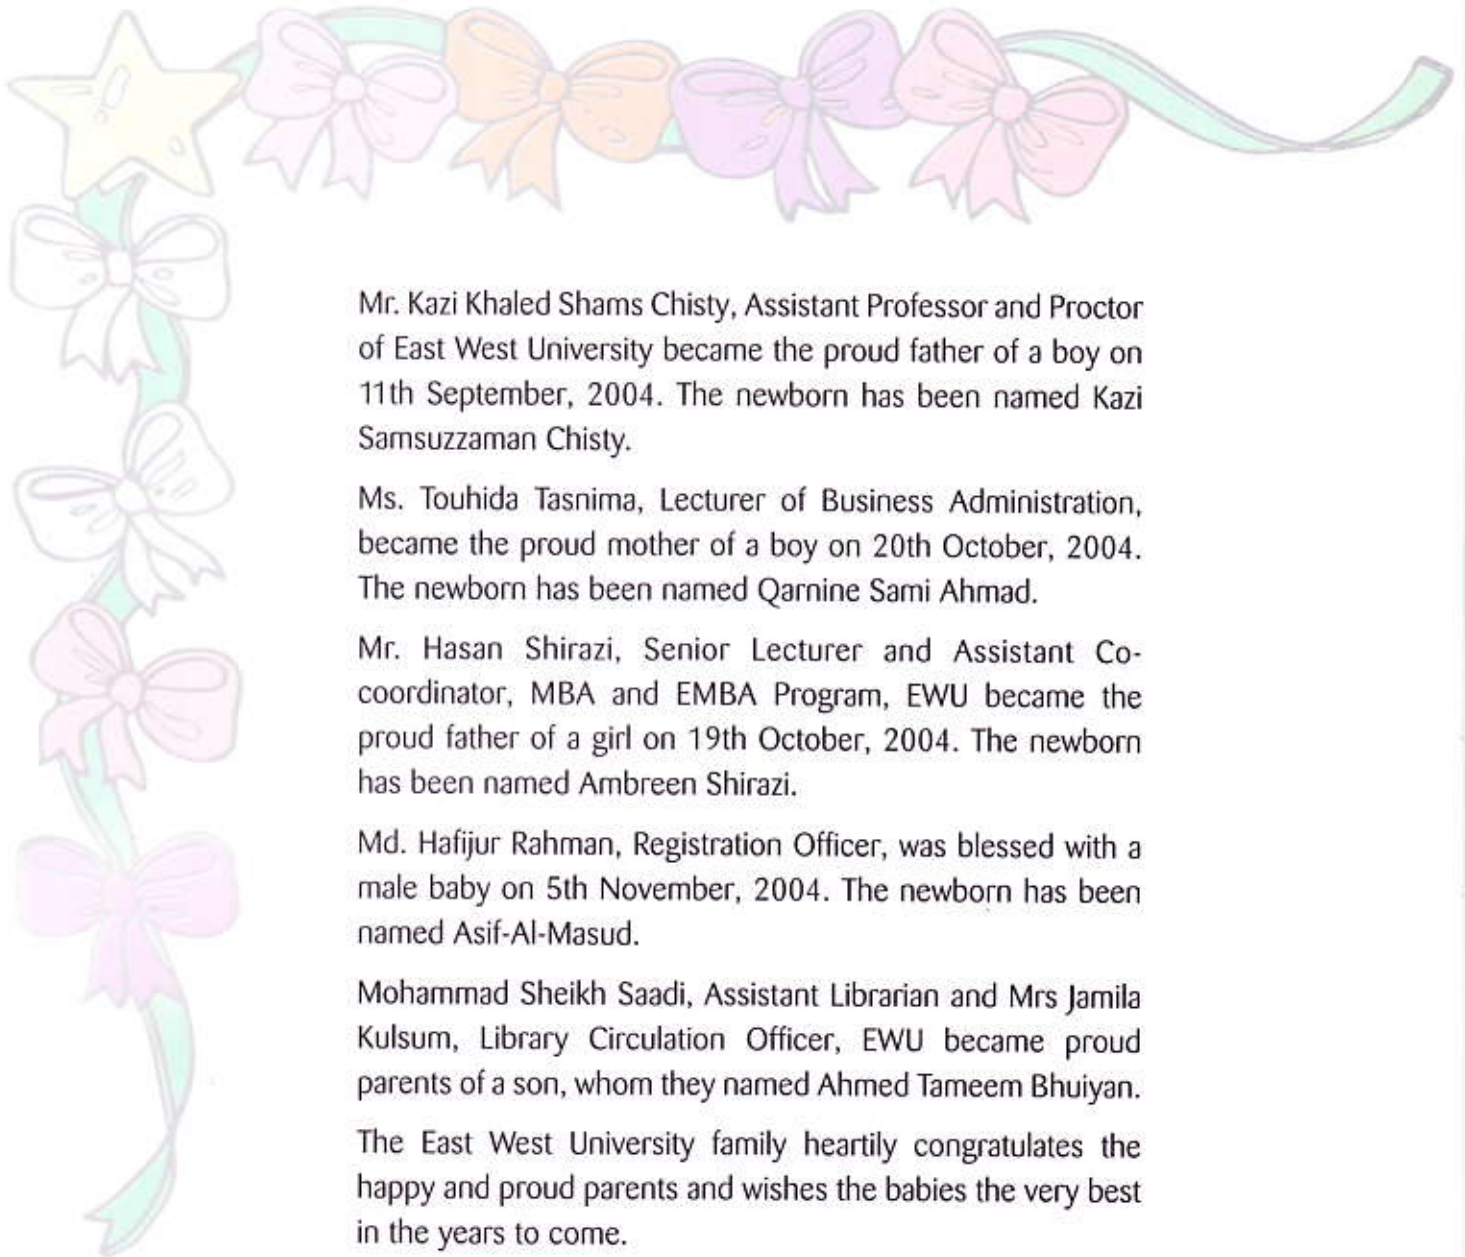 Mr. Kazi Khaled Shams Chisty, Assistant Professor and Proctor
of East West University became the proud father of a boy on
11th September, 2004. The newborn has been named Kazi
Samsuzzaman Chisty.
Ms. Touhida Tasnima, Lecturer of Business Administration,
became the proud mother of a boy on 20th October, 2004.
The newborn has been named Qarnine Sami Ahmad.
Mr. Hasan Shirazi, Senior Lecturer and Assistant Co-
coordinator, MBA and EMBA Program, EWU became the
proud father of a girl on 19th October, 2004. The newborn
has been named Ambreen Shirazi.
Md. Hafijur Rahman, Registration Officer, was blessed with a
male baby on 5th November, 2004. The newborn has been
named Asif-Al-Masud.
Mohammad Sheikh Saadi, Assistant Librarian and Mrs Jamila
Kulsum, Library Circulation Officer, EWU became proud
parents of a son, whom they named Ahmed Tameem Bhuiyan.
The East West University family heartily congratulates the
happy and proud parents and wishes the babies the very best
in the years to come.